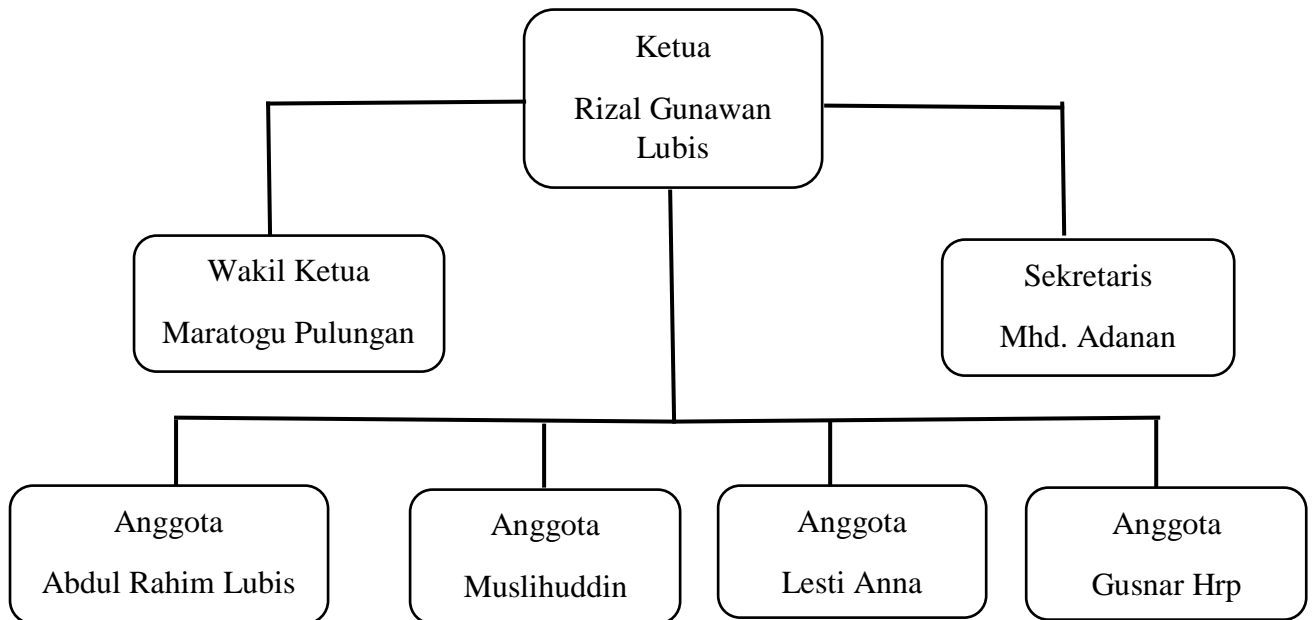 Ketua
Rizal Gunawan
Lubis
Wakil Ketua
Maratogu Pulungan
Sekretaris
Mhd. Adanan
Anggota
Abdul Rahim Lubis
Anggota
Muslihuddin
Anggota
Lesti Anna
Anggota
Gusnar Hrp